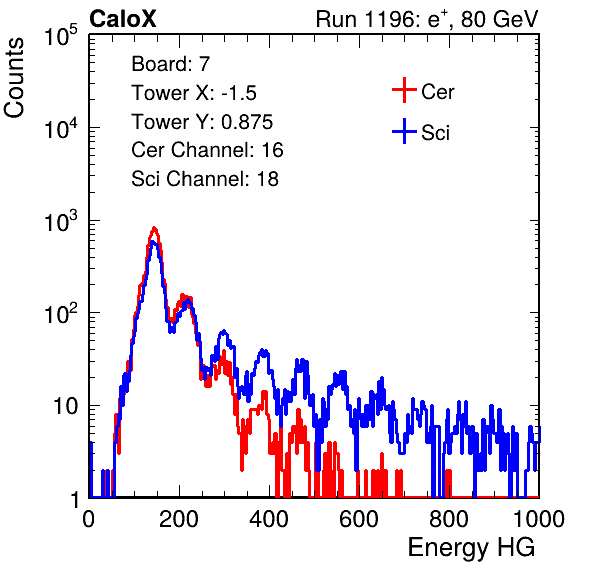 CaloX Run 1196: e⁺, 80 GeV
Counts
10⁵
10⁴
10³
10²
10
1
Board: 7
Tower X: -1.5
Tower Y: 0.875
Cer Channel: 16
Sci Channel: 18
Cer
Sci
0 200 400 600 800 1000
Energy HG